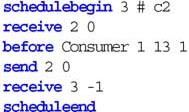 schedulebegin 3 # c2
receive 2 0
before Consumer 1 13 1
send 2 0
receive 3 -1
scheduleend